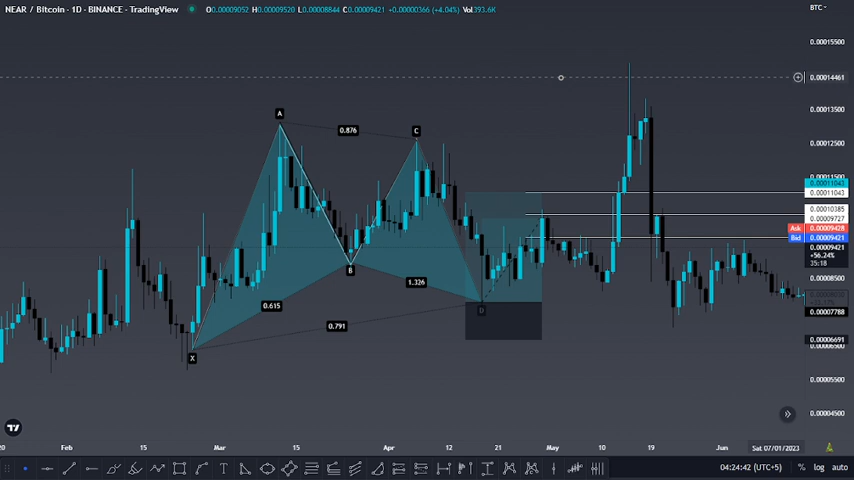 NEAR / Bitcoin · 1D · BINANCE · TradingView O0.00009052 H0.00009520 L0.00008844 C0.00009421 +0.00000366 (+4.04%) Vol393.6K
BTC
0.00015500
0.00014461
0.00013500
0.00012500
0.00011500
0.00011043
0.00011043
0.00010385
0.00009727
Ask 0.00009428
Bid 0.00009421
0.00009421
+56.24%
35:18
0.00008500
0.00007788
0.00006691
0.00006500
0.00005500
0.00004500
A
0.876
C
B
1.326
0.615
D
0.791
X
20 Feb 15 Mar 15 Apr 12 21 May 10 19 Jun Sat 07/01/2023
04:24:42 (UTC+5) % log auto